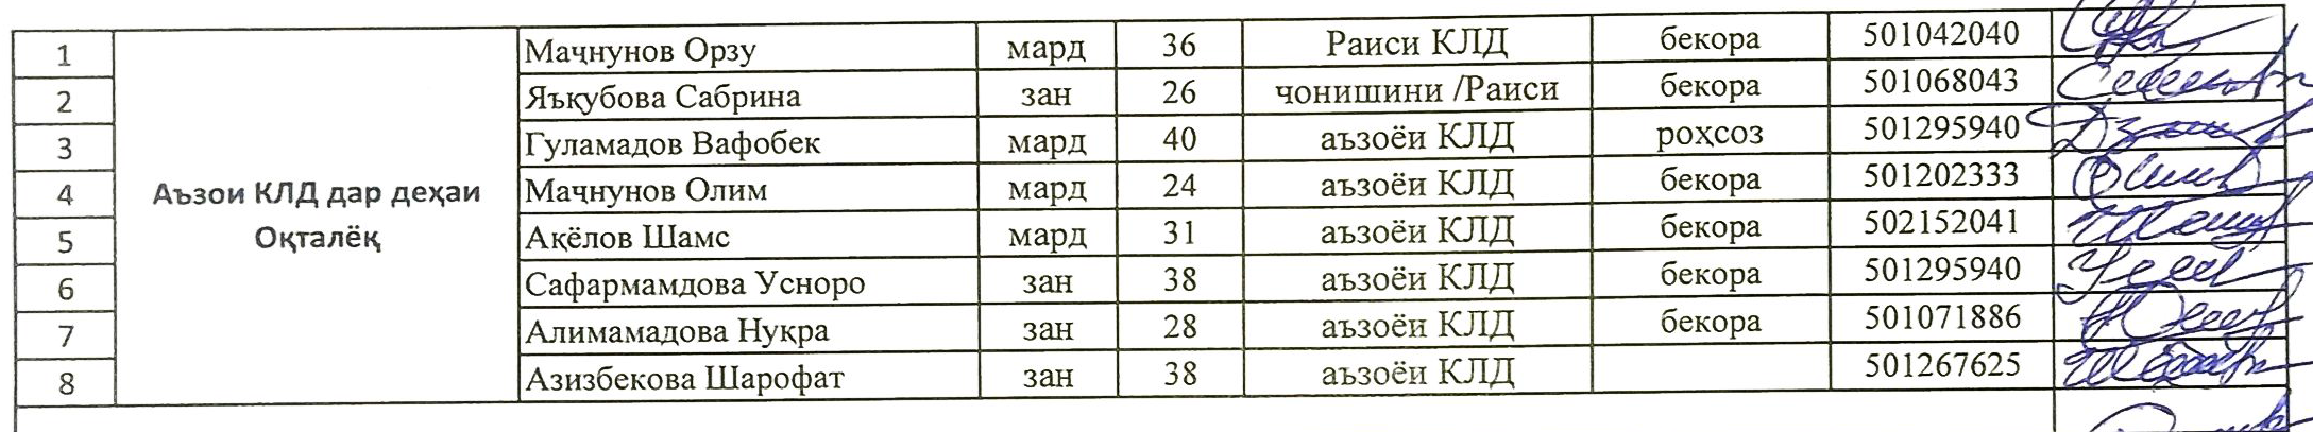 1 Маҷнунов Орзу мард 36 Раиси КЛД бекора 501042040
2 Яъқубова Сабрина зан 26 чонишини /Раиси бекора 501068043
3 Гуламадов Вафобек мард 40 аъзоёи КЛД роҳсоз 501295940
4 Аъзои КЛД дар деҳаи Маҷнунов Олим мард 24 аъзоёи КЛД бекора 501202333
5 Оқталёқ Ақёлов Шамс мард 31 аъзоёи КЛД бекора 502152041
6 Сафармамдова Усноро зан 38 аъзоёи КЛД бекора 501295940
7 Алимамадова Нуқра зан 28 аъзоёи КЛД бекора 501071886
8 Азизбекова Шарофат зан 38 аъзоёи КЛД 501267625